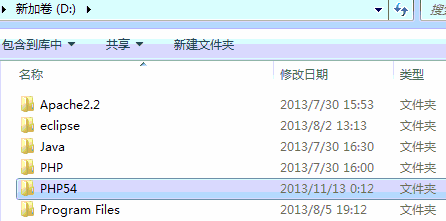 ▸ 新加卷 (D:) ▸
包含到库中 共享 新建文件夹
名称 修改日期 类型
Apache2.2 2013/7/30 15:53 文件夹
eclipse 2013/8/2 13:13 文件夹
Java 2013/7/30 16:30 文件夹
PHP 2013/7/30 16:00 文件夹
PHP54 2013/11/13 0:12 文件夹
Program Files 2013/8/5 19:12 文件夹